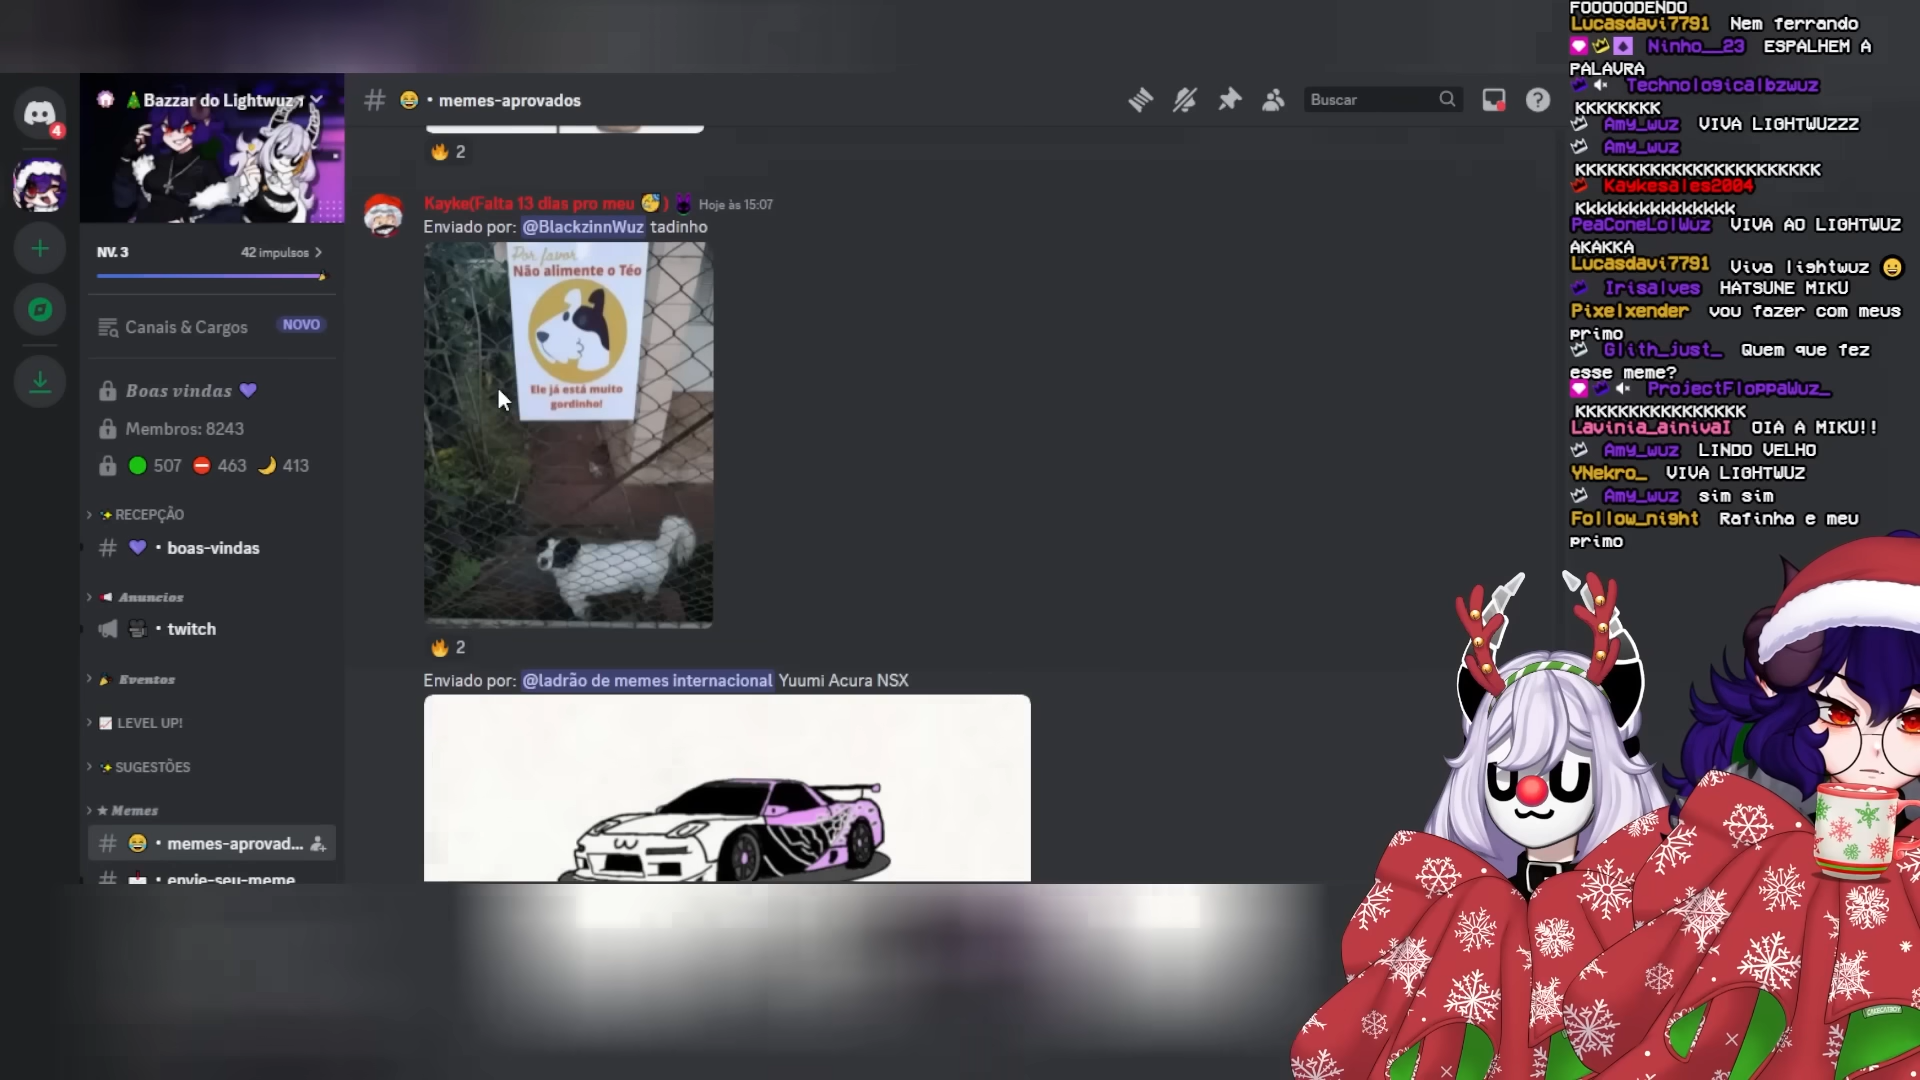 4
Bazzar do Lightwuz
NV. 3
42 impulsos
Canais & Cargos
NOVO
Boas vindas
Membros: 8243
507
463
413
RECEPÇÃO
• boas-vindas
Anuncios
• twitch
Eventos
LEVEL UP!
SUGESTÕES
Memes
• memes-aprovad...
• envie-seu-meme
• memes-aprovados
Buscar
2
Kayke(Falta 13 dias pro meu ) Hoje às 15:07
Enviado por: @BlackzinnWuz tadinho
Por favor
Não alimente o Téo
Ele já está muito
gordinho!
2
Enviado por: @ladrão de memes internacional Yuumi Acura NSX
FOOOOODENDO
Lucasdavi7791 Nem ferrando
Ninho__23 ESPALHEM A
PALAVRA
Technologicalbzwuz
KKKKKKKK
Amy_wuz VIVA LIGHTWUZZZ
Amy_wuz
KKKKKKKKKKKKKKKKKKKKKKK
Kaykesales2004
Kkkkkkkkkkkkkkk
PeaConeLolWuz VIVA AO LIGHTWUZ
AKAKKA
Lucasdavi7791 Viva lightwuz
Irisalves HATSUNE MIKU
Pixelxender vou fazer com meus
primo
Glith_just_ Quem que fez
esse meme?
ProjectFloppaWuz_
KKKKKKKKKKKKKKKK
Lavinia_ainivaI OIA A MIKU!!
Amy_wuz LINDO VELHO
YNekro_ VIVA LIGHTWUZ
Amy_wuz sim sim
Follow_night Rafinha e meu
primo